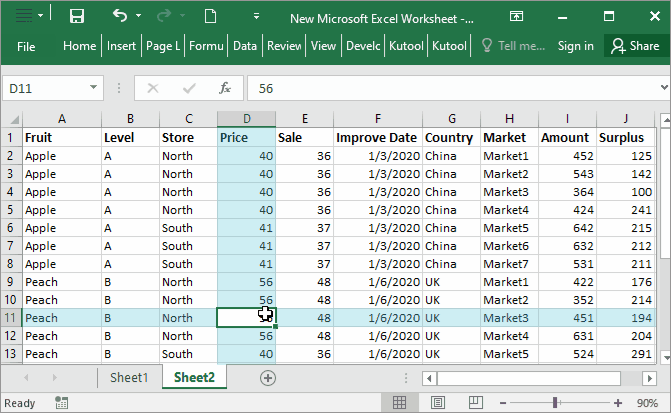 New Microsoft Excel Worksheet -...
File Home Insert Page L Formu Data Review View Develc Kutool Kutool Tell me... Sign in Share
D11 fx 56
A B C D E F G H I J
1 Fruit Level Store Price Sale Improve Date Country Market Amount Surplus
2 Apple A North 40 36 1/3/2020 China Market1 452 125
3 Apple A North 40 36 1/3/2020 China Market2 543 142
4 Apple A North 40 36 1/3/2020 China Market3 364 100
5 Apple A North 40 36 1/3/2020 China Market4 424 241
6 Apple A South 41 37 1/3/2020 China Market5 642 215
7 Apple A South 41 37 1/3/2020 China Market6 632 212
8 Apple A South 41 37 1/3/2020 China Market7 531 211
9 Peach B North 56 48 1/6/2020 UK Market1 422 176
10 Peach B North 56 48 1/6/2020 UK Market2 352 214
11 Peach B North 48 1/6/2020 UK Market3 451 194
12 Peach B North 56 48 1/6/2020 UK Market4 631 204
13 Peach B South 40 36 1/6/2020 UK Market5 524 291
Sheet1 Sheet2
Ready 90%